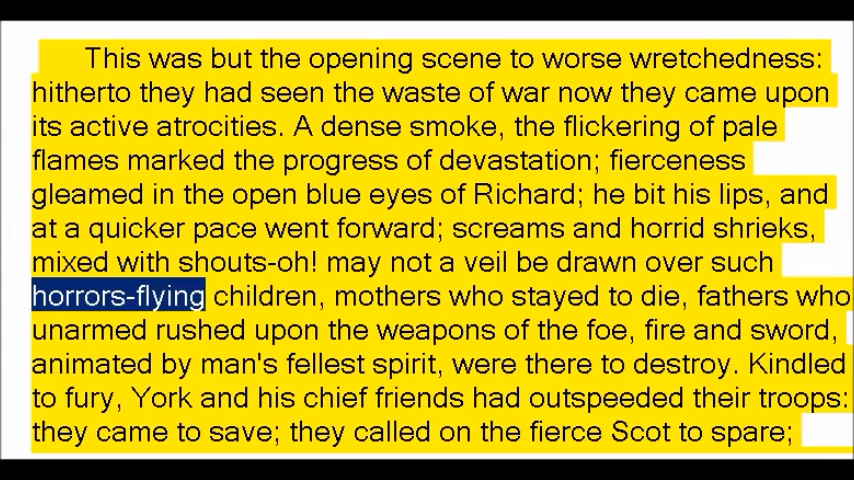 This was but the opening scene to worse wretchedness:
hitherto they had seen the waste of war now they came upon
its active atrocities. A dense smoke, the flickering of pale
flames marked the progress of devastation; fierceness
gleamed in the open blue eyes of Richard; he bit his lips, and
at a quicker pace went forward; screams and horrid shrieks,
mixed with shouts-oh! may not a veil be drawn over such
horrors-flying children, mothers who stayed to die, fathers who
unarmed rushed upon the weapons of the foe, fire and sword,
animated by man's fellest spirit, were there to destroy. Kindled
to fury, York and his chief friends had outspeeded their troops:
they came to save; they called on the fierce Scot to spare;